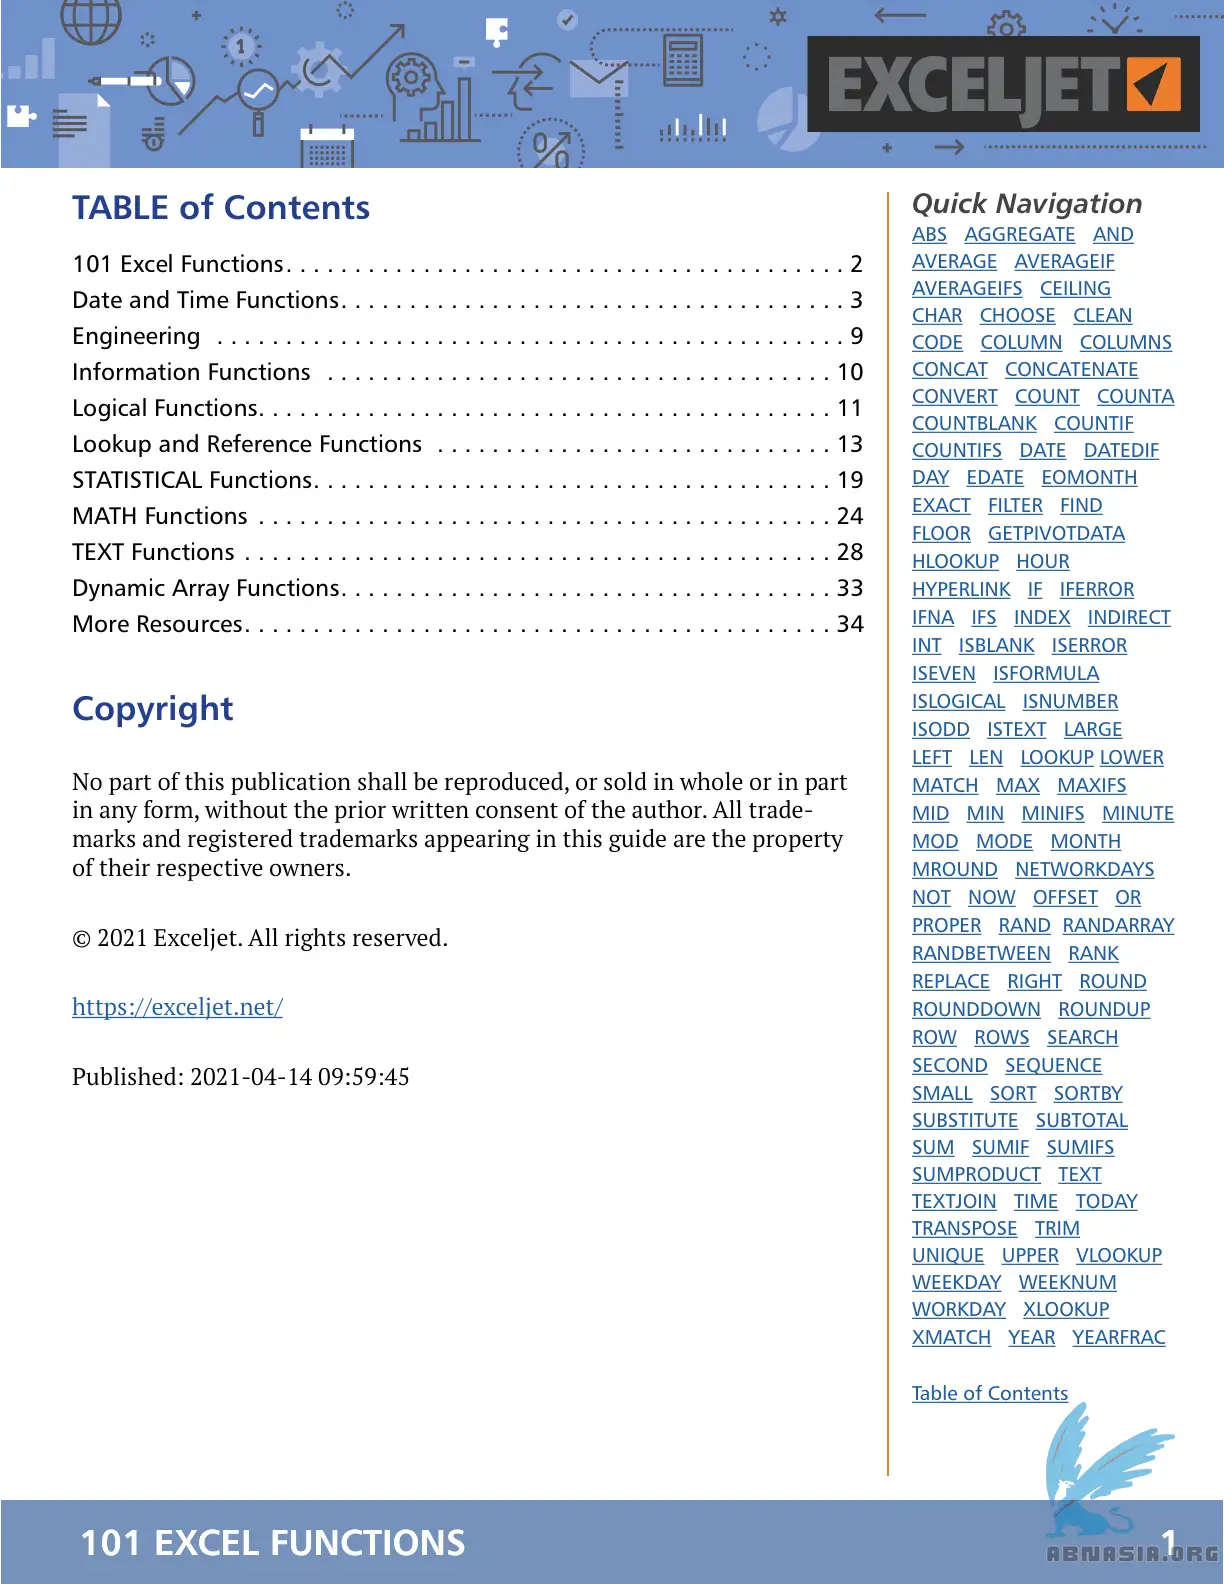 EXCELJET
TABLE of Contents
101 Excel Functions. . . . . . . . . . . . . . . . . . . . . . . . . . . . . . . . . . . . . . . . . 2
Date and Time Functions. . . . . . . . . . . . . . . . . . . . . . . . . . . . . . . . . . . . . 3
Engineering . . . . . . . . . . . . . . . . . . . . . . . . . . . . . . . . . . . . . . . . . . . . . . 9
Information Functions . . . . . . . . . . . . . . . . . . . . . . . . . . . . . . . . . . . . . 10
Logical Functions. . . . . . . . . . . . . . . . . . . . . . . . . . . . . . . . . . . . . . . . . . 11
Lookup and Reference Functions . . . . . . . . . . . . . . . . . . . . . . . . . . . . . 13
STATISTICAL Functions. . . . . . . . . . . . . . . . . . . . . . . . . . . . . . . . . . . . . . 19
MATH Functions . . . . . . . . . . . . . . . . . . . . . . . . . . . . . . . . . . . . . . . . . . 24
TEXT Functions . . . . . . . . . . . . . . . . . . . . . . . . . . . . . . . . . . . . . . . . . . . 28
Dynamic Array Functions. . . . . . . . . . . . . . . . . . . . . . . . . . . . . . . . . . . . 33
More Resources. . . . . . . . . . . . . . . . . . . . . . . . . . . . . . . . . . . . . . . . . . . 34
Copyright
No part of this publication shall be reproduced, or sold in whole or in part
in any form, without the prior written consent of the author. All trade-
marks and registered trademarks appearing in this guide are the property
of their respective owners.
© 2021 Exceljet. All rights reserved.
https://exceljet.net/
Published: 2021-04-14 09:59:45
Quick Navigation
ABS AGGREGATE AND
AVERAGE AVERAGEIF
AVERAGEIFS CEILING
CHAR CHOOSE CLEAN
CODE COLUMN COLUMNS
CONCAT CONCATENATE
CONVERT COUNT COUNTA
COUNTBLANK COUNTIF
COUNTIFS DATE DATEDIF
DAY EDATE EOMONTH
EXACT FILTER FIND
FLOOR GETPIVOTDATA
HLOOKUP HOUR
HYPERLINK IF IFERROR
IFNA IFS INDEX INDIRECT
INT ISBLANK ISERROR
ISEVEN ISFORMULA
ISLOGICAL ISNUMBER
ISODD ISTEXT LARGE
LEFT LEN LOOKUP LOWER
MATCH MAX MAXIFS
MID MIN MINIFS MINUTE
MOD MODE MONTH
MROUND NETWORKDAYS
NOT NOW OFFSET OR
PROPER RAND RANDARRAY
RANDBETWEEN RANK
REPLACE RIGHT ROUND
ROUNDDOWN ROUNDUP
ROW ROWS SEARCH
SECOND SEQUENCE
SMALL SORT SORTBY
SUBSTITUTE SUBTOTAL
SUM SUMIF SUMIFS
SUMPRODUCT TEXT
TEXTJOIN TIME TODAY
TRANSPOSE TRIM
UNIQUE UPPER VLOOKUP
WEEKDAY WEEKNUM
WORKDAY XLOOKUP
XMATCH YEAR YEARFRAC
Table of Contents
101 EXCEL FUNCTIONS
1
ABNASIA.ORG